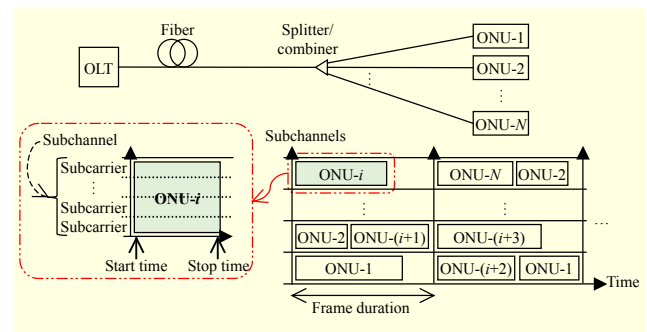 Fiber
Splitter/
combiner
OLT
ONU-1
ONU-2
⋮
ONU-N
Subchannel
Subcarrier
⋮
Subcarrier
Subcarrier
ONU-i
Start time
Stop time
Subchannels
ONU-i
ONU-N
ONU-2
⋮
⋮
...
ONU-2
ONU-(i+1)
ONU-(i+3)
ONU-1
ONU-(i+2)
ONU-1
Time
Frame duration